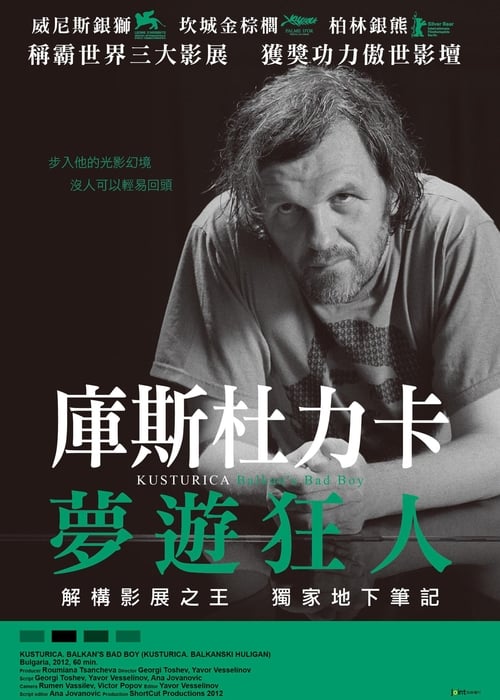 威尼斯銀獅 坎城金棕櫚 PALME D'OR 柏林銀熊 Silver Bear
稱霸世界三大影展 獲獎功力傲世影壇
步入他的光影幻境
沒人可以輕易回頭
庫斯杜力卡
KUSTURICA Balkan's Bad Boy
夢遊狂人
解構影展之王 獨家地下筆記
KUSTURICA. BALKAN'S BAD BOY (KUSTURICA. BALKANSKI HULIGAN)
Bulgaria, 2012, 60 min.
Producer Roumiana Tsancheva Director Georgi Toshev, Yavor Vesselinov
Script Georgi Toshev, Yavor Vesselinov, Ana Jovanovic
Camera Rumen Vassilev, Victor Popov Editor Yavor Vesselinov
Script editor Ana Jovanovic Production ShortCut Productions 2012
joint